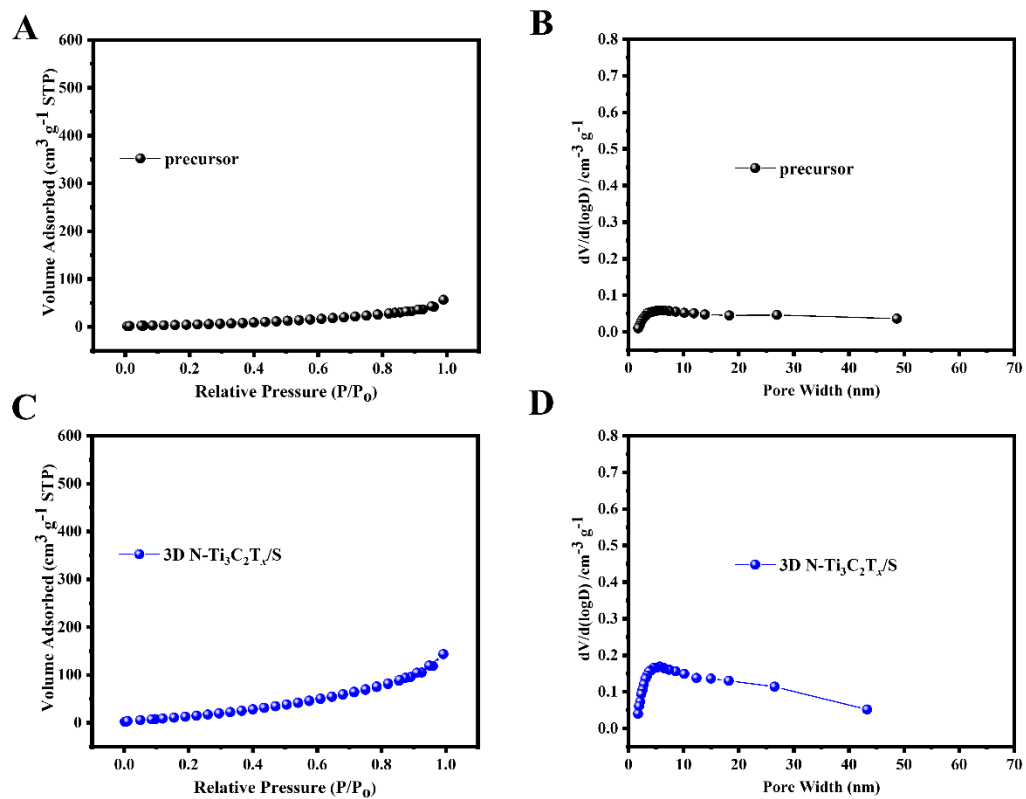 A
600
500
400
300
200
100
0
Volume Adsorbed (cm³ g⁻¹ STP)
precursor
0.0 0.2 0.4 0.6 0.8 1.0
Relative Pressure (P/Pₒ)
B
0.8
0.7
0.6
0.5
0.4
0.3
0.2
0.1
0.0
dV/d(logD) /cm⁻³ g⁻¹
precursor
0 10 20 30 40 50 60 70
Pore Width (nm)
C
600
500
400
300
200
100
0
Volume Adsorbed (cm³ g⁻¹ STP)
3D N-Ti₃C₂Tₓ/S
0.0 0.2 0.4 0.6 0.8 1.0
Relative Pressure (P/Pₒ)
D
0.8
0.7
0.6
0.5
0.4
0.3
0.2
0.1
0.0
dV/d(logD) /cm⁻³ g⁻¹
3D N-Ti₃C₂Tₓ/S
0 10 20 30 40 50 60 70
Pore Width (nm)